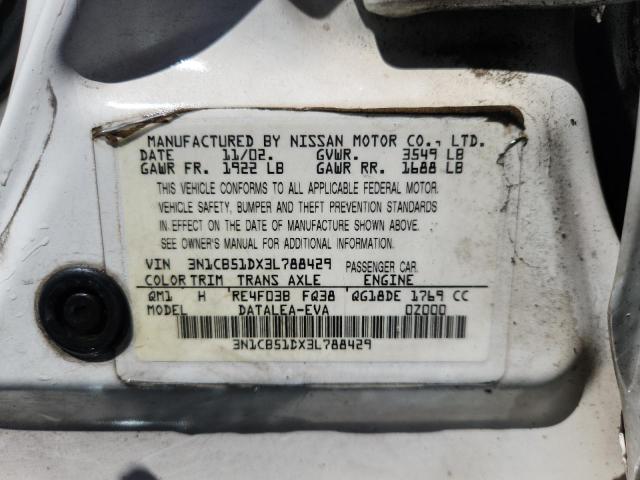 MANUFACTURED BY NISSAN MOTOR CO., LTD.
DATE 11/02. GVWR. 3549 LB
GAWR FR. 1922 LB GAWR RR. 1688 LB
THIS VEHICLE CONFORMS TO ALL APPLICABLE FEDERAL MOTOR.
VEHICLE SAFETY, BUMPER AND THEFT PREVENTION STANDARDS
IN EFFECT ON THE DATE OF MANUFACTURE SHOWN ABOVE.
SEE OWNER'S MANUAL FOR ADDITIONAL INFORMATION.
VIN 3N1CB51DX3L788429 PASSENGER CAR.
COLOR TRIM TRANS AXLE ENGINE
QM1 H RE4F03B FQ38 QG18DE 1769 CC
MODEL DATALEA-EVA 0Z000
3N1CB51DX3L788429